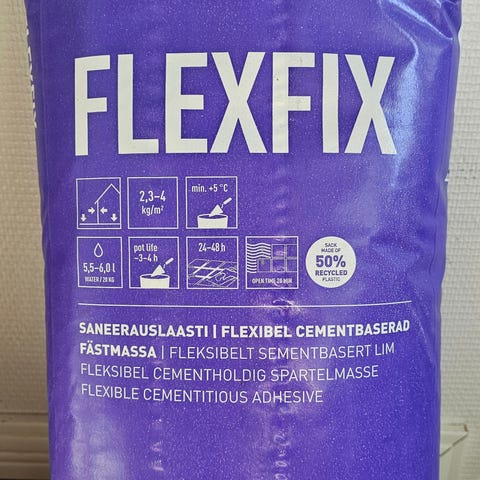 FLEXFIX
2,3–4
kg/m²
min. +5 °C
5,5–6,0 l
WATER / 20 KG
pot life
~3–4 h
24–48 h
OPEN TIME 20 MIN
SACK
MADE OF
50%
RECYCLED
PLASTIC
SANEERAUSLAASTI | FLEXIBEL CEMENTBASERAD
FÄSTMASSA | FLEKSIBELT SEMENTBASERT LIM
FLEKSIBEL CEMENTHOLDIG SPARTELMASSE
FLEXIBLE CEMENTITIOUS ADHESIVE